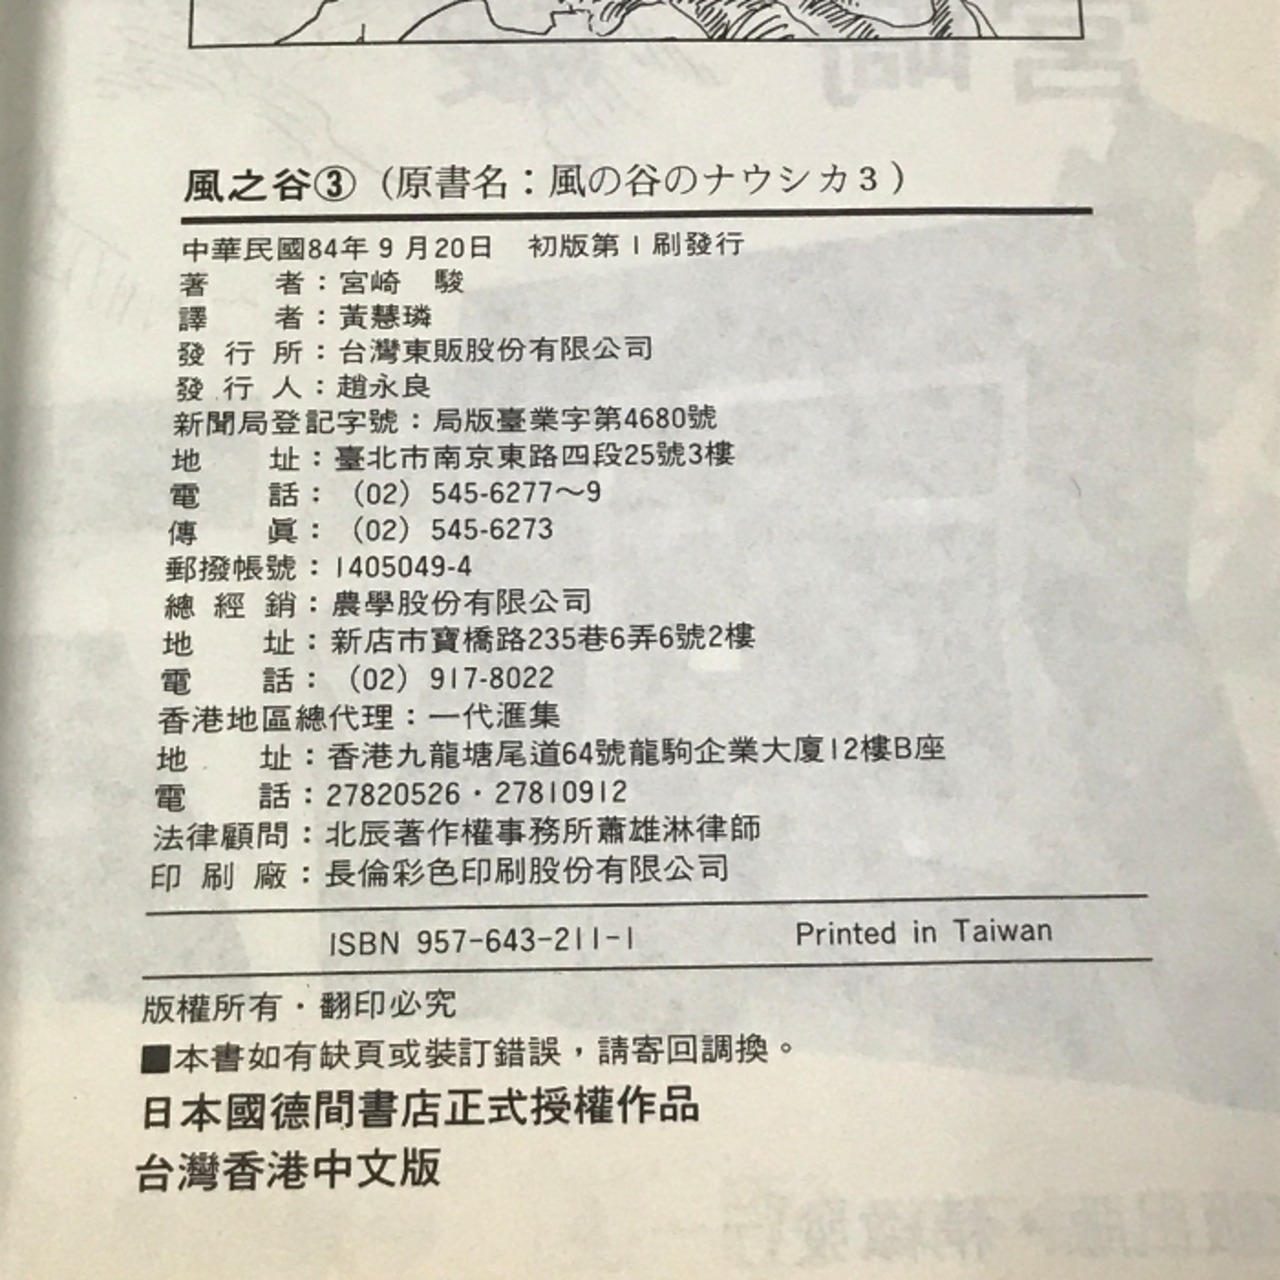 風之谷③（原書名：風の谷のナウシカ３）
中華民國84年9月20日　初版第1刷發行
著　　者：宮崎　駿
譯　　者：黃慧璘
發 行 所：台灣東販股份有限公司
發 行 人：趙永良
新聞局登記字號：局版臺業字第4680號
地　　址：臺北市南京東路四段25號3樓
電　　話：（02）545-6277～9
傳　　眞：（02）545-6273
郵撥帳號：1405049-4
總 經 銷：農學股份有限公司
地　　址：新店市寶橋路235巷6弄6號2樓
電　　話：（02）917-8022
香港地區總代理：一代滙集
地　　址：香港九龍塘尾道64號龍駒企業大廈12樓B座
電　　話：27820526・27810912
法律顧問：北辰著作權事務所蕭雄淋律師
印 刷 廠：長倫彩色印刷股份有限公司
ISBN 957-643-211-1　　Printed in Taiwan
版權所有・翻印必究
■本書如有缺頁或裝訂錯誤，請寄回調換。
日本國德間書店正式授權作品
台灣香港中文版